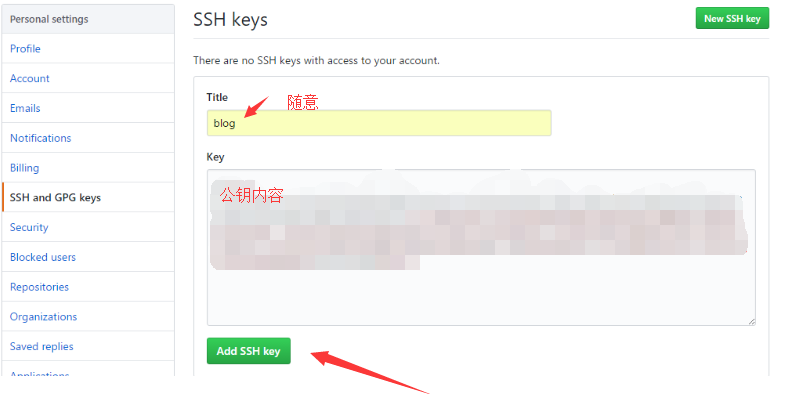 Personal settings
Profile
Account
Emails
Notifications
Billing
SSH and GPG keys
Security
Blocked users
Repositories
Organizations
Saved replies
Applications
SSH keys
New SSH key
There are no SSH keys with access to your account.
Title
随意
blog
Key
公钥内容
Add SSH key